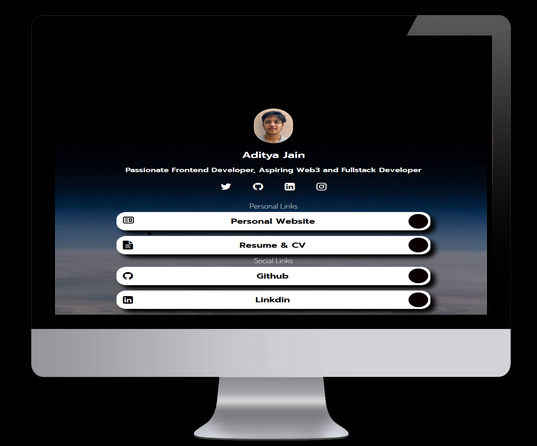 Aditya Jain
Passionate Frontend Developer, Aspiring Web3 and Fullstack Developer
Personal Links
Personal Website
Resume & CV
Social Links
Github
Linkdin